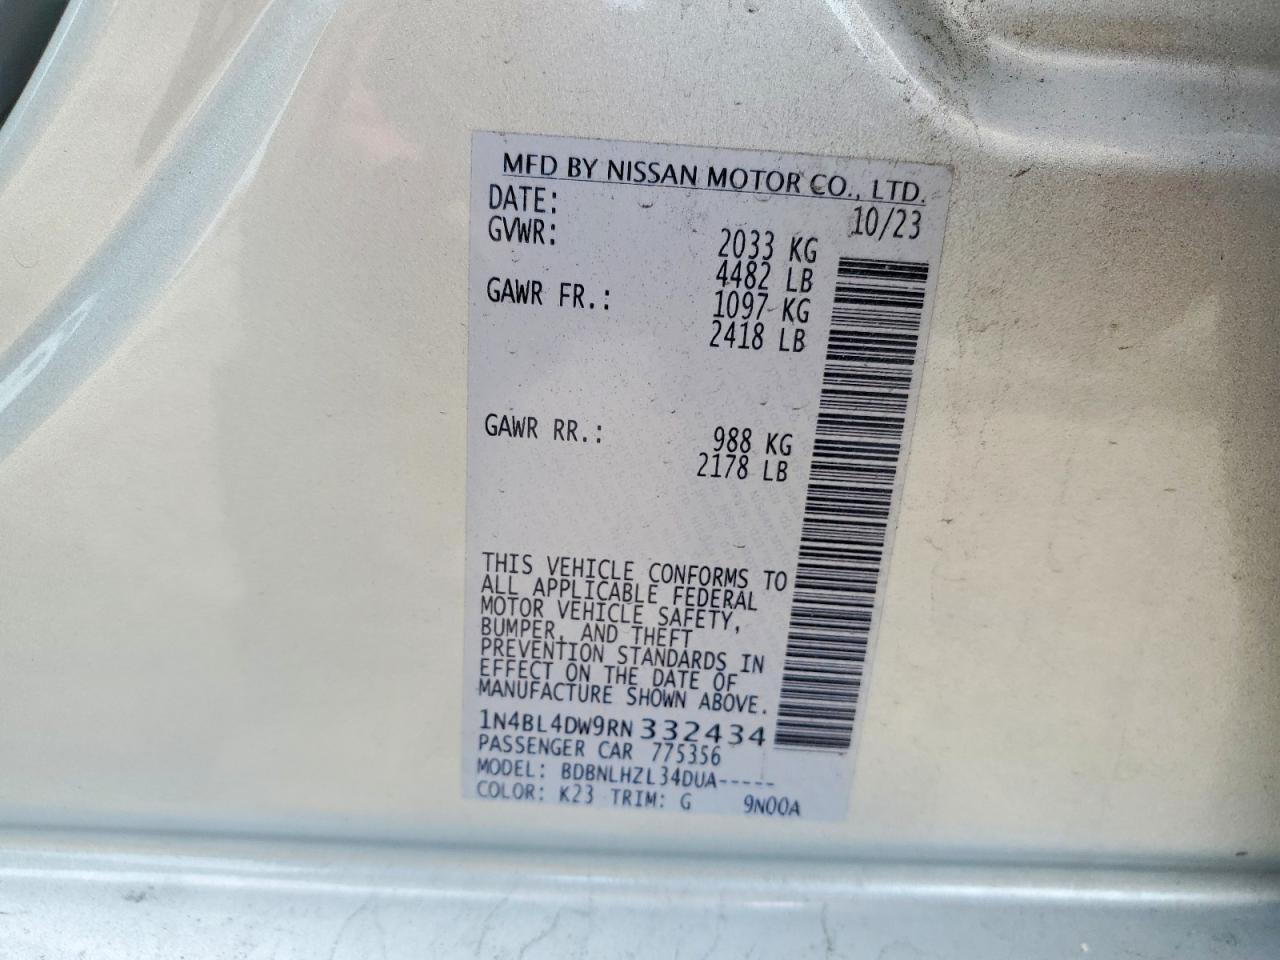 MFD BY NISSAN MOTOR CO., LTD.
DATE: 10/23
GVWR: 2033 KG
4482 LB
GAWR FR.: 1097 KG
2418 LB
GAWR RR.: 988 KG
2178 LB
THIS VEHICLE CONFORMS TO
ALL APPLICABLE FEDERAL
MOTOR VEHICLE SAFETY,
BUMPER, AND THEFT
PREVENTION STANDARDS IN
EFFECT ON THE DATE OF
MANUFACTURE SHOWN ABOVE.
1N4BL4DW9RN332434
PASSENGER CAR 775356
MODEL: BDBNLHZL34DUA-----
COLOR: K23 TRIM: G 9N00A